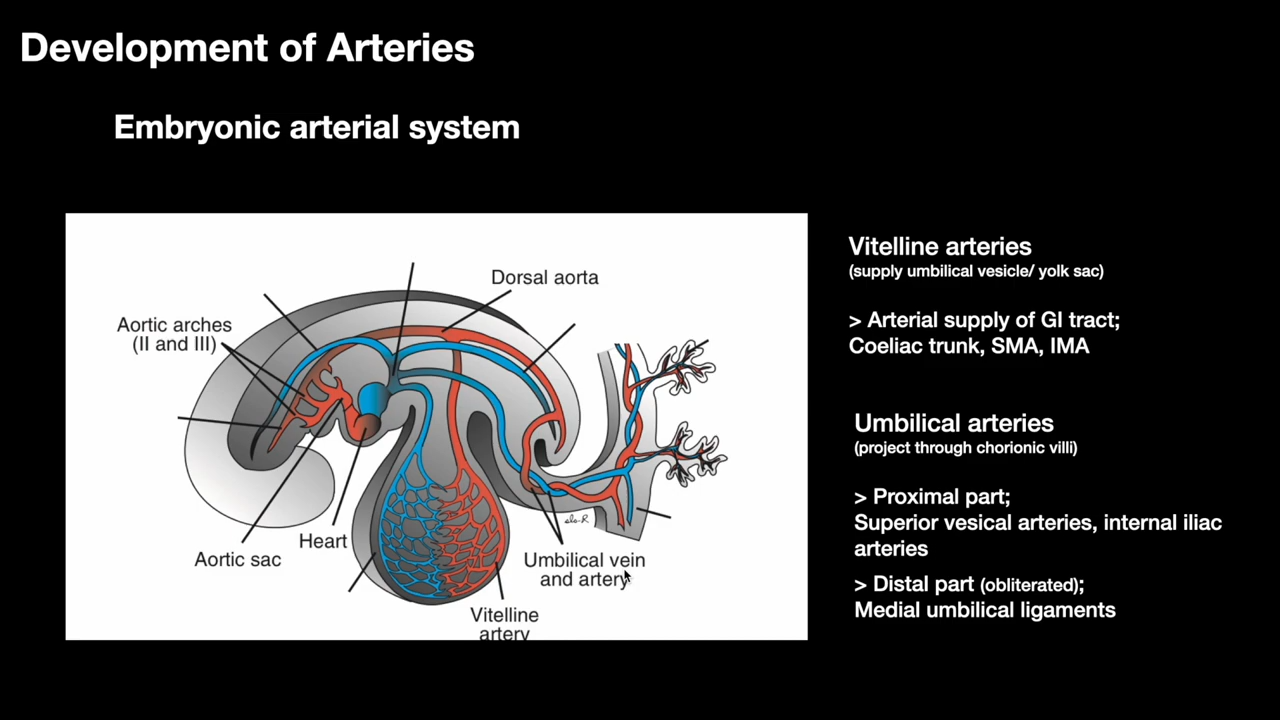 Development of Arteries
Embryonic arterial system
Dorsal aorta
Aortic arches
(II and III)
Aortic sac
Heart
Umbilical vein
and artery
Vitelline
artery
Vitelline arteries
(supply umbilical vesicle/ yolk sac)
> Arterial supply of GI tract;
Coeliac trunk, SMA, IMA
Umbilical arteries
(project through chorionic villi)
> Proximal part;
Superior vesical arteries, internal iliac
arteries
> Distal part (obliterated);
Medial umbilical ligaments